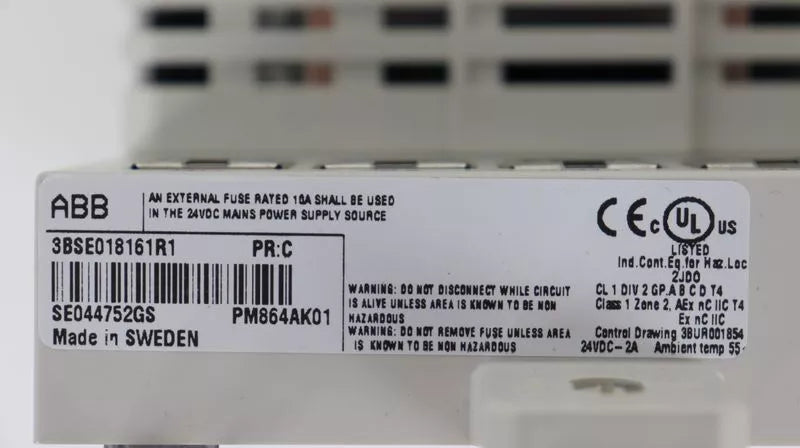 ABB
AN EXTERNAL FUSE RATED 10A SHALL BE USED
IN THE 24VDC MAINS POWER SUPPLY SOURCE
3BSE018161R1 PR:C
SE044752GS PM864AK01
Made in SWEDEN
WARNING: DO NOT DISCONNECT WHILE CIRCUIT
IS ALIVE UNLESS AREA IS KNOWN TO BE NON
HAZARDOUS
WARNING: DO NOT REMOVE FUSE UNLESS AREA
IS KNOWN TO BE NON HAZARDOUS
CE c UL US
LISTED
Ind.Cont.Eq.for Haz.Loc
2JD0
CL 1 DIV 2 GP.A B C D T4
Class 1 Zone 2, AEx nC IIC T4
Ex nC IIC
Control Drawing 3BUR001854
24VDC-2A Ambient temp 55